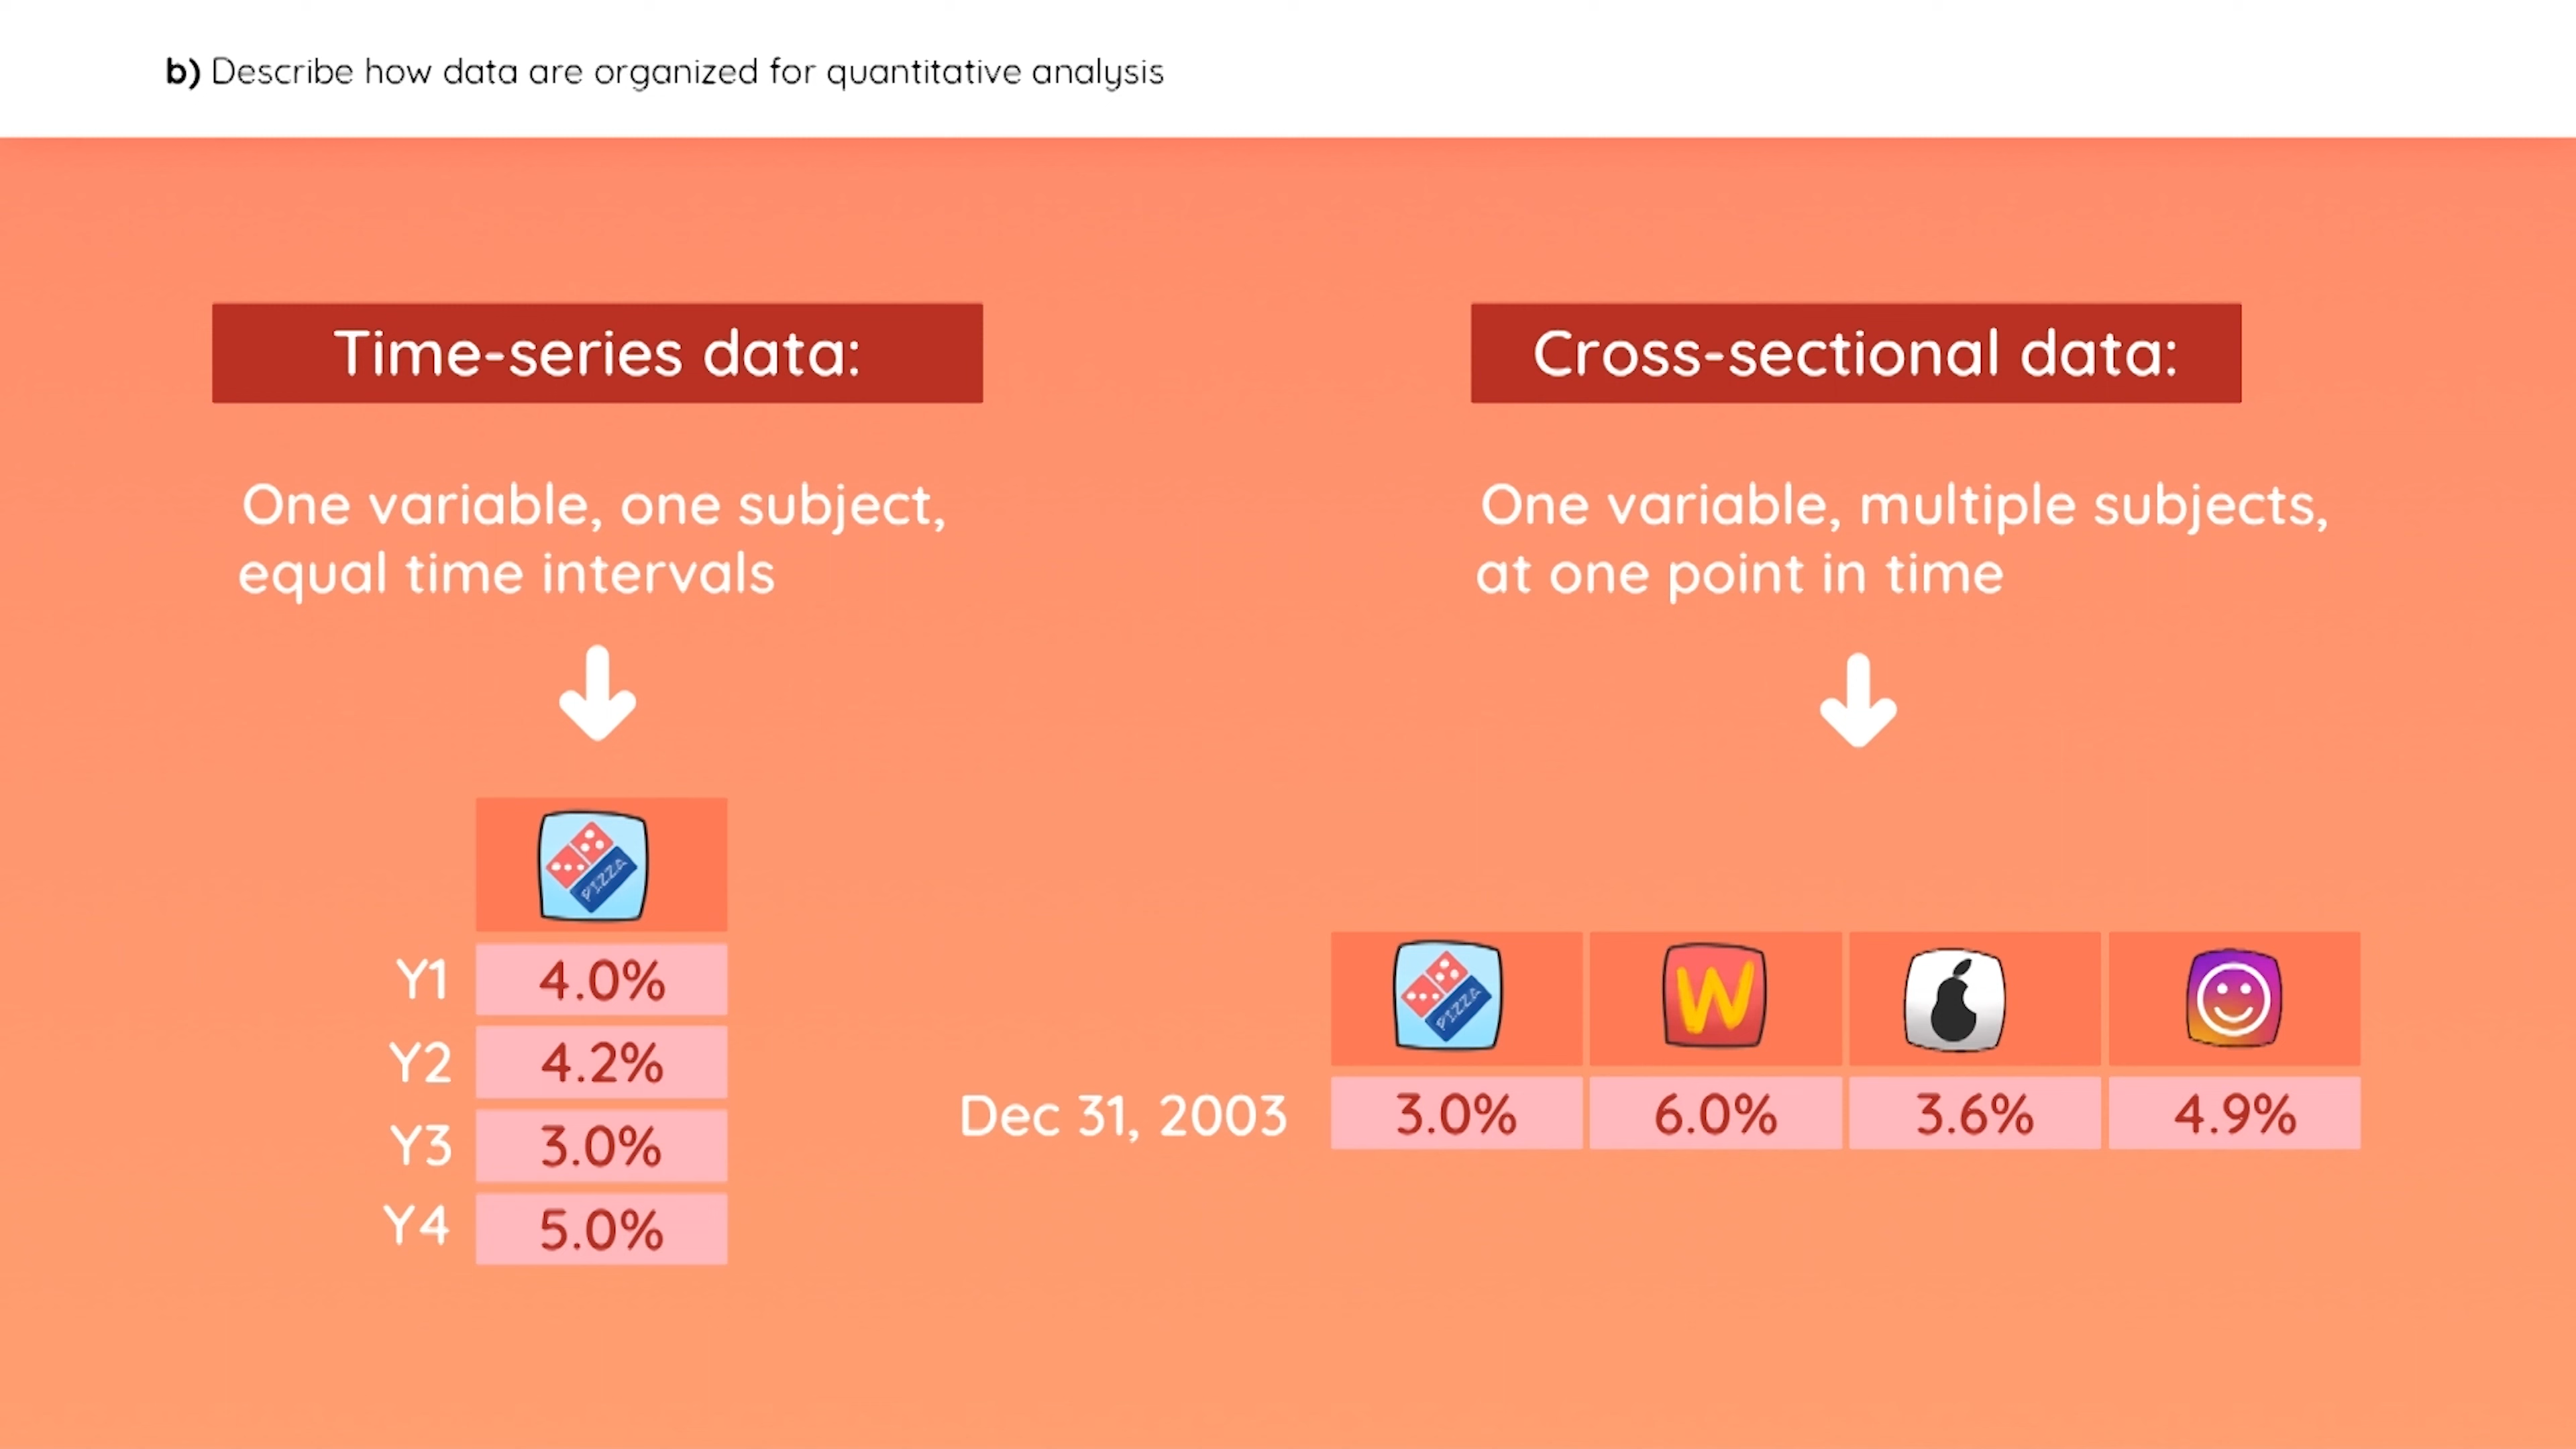 b) Describe how data are organized for quantitative analysis
Time-series data:
One variable, one subject,
equal time intervals
PIZZA
Y1 4.0%
Y2 4.2%
Y3 3.0%
Y4 5.0%
Cross-sectional data:
One variable, multiple subjects,
at one point in time
PIZZA W
Dec 31, 2003 3.0% 6.0% 3.6% 4.9%